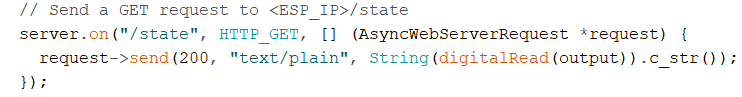 // Send a GET request to <ESP_IP>/state
server.on("/state", HTTP_GET, [] (AsyncWebServerRequest *request) {
request->send(200, "text/plain", String(digitalRead(output)).c_str());
});